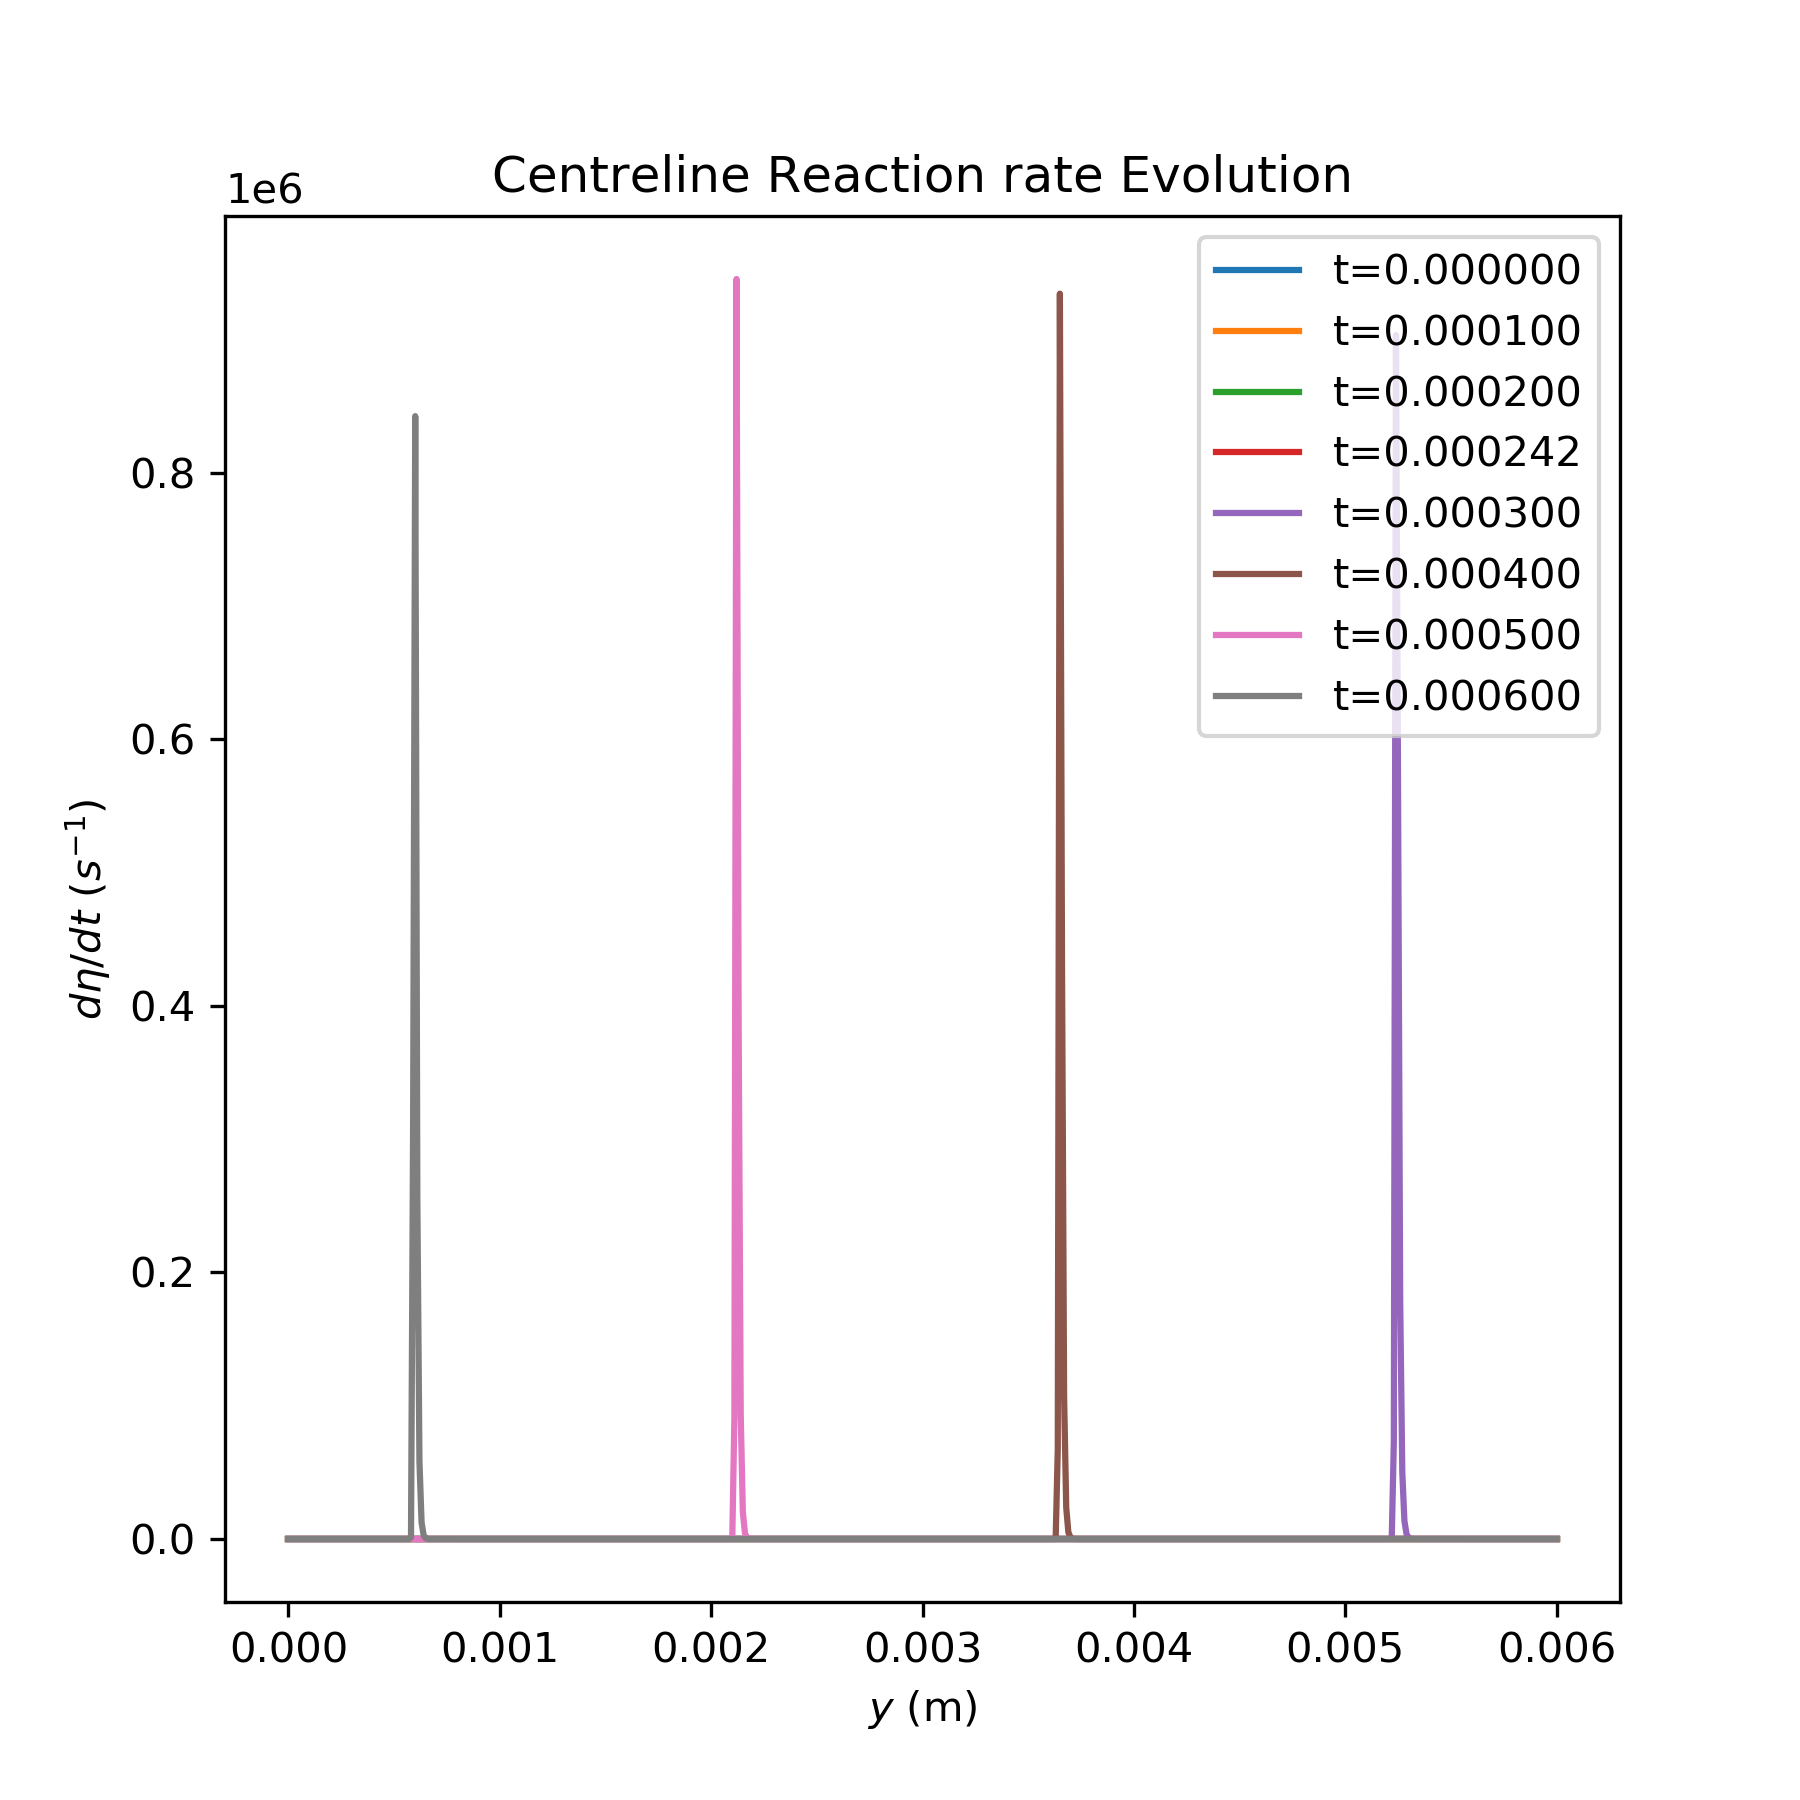 Centreline Reaction rate Evolution
1e6
t=0.000000
t=0.000100
t=0.000200
t=0.000242
t=0.000300
t=0.000400
t=0.000500
t=0.000600
0.8
0.6
0.4
0.2
0.0
dη/dt (s⁻¹)
0.000 0.001 0.002 0.003 0.004 0.005 0.006
y (m)